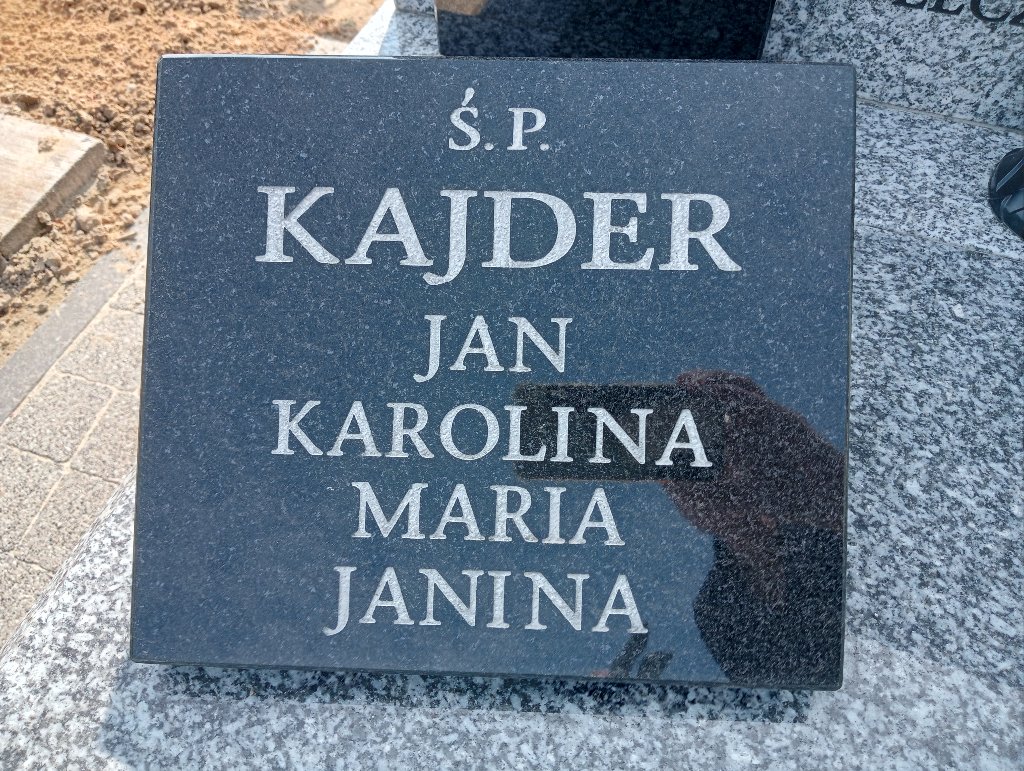 Ś. P.
KAJDER
JAN
KAROLINA
MARIA
JANINA